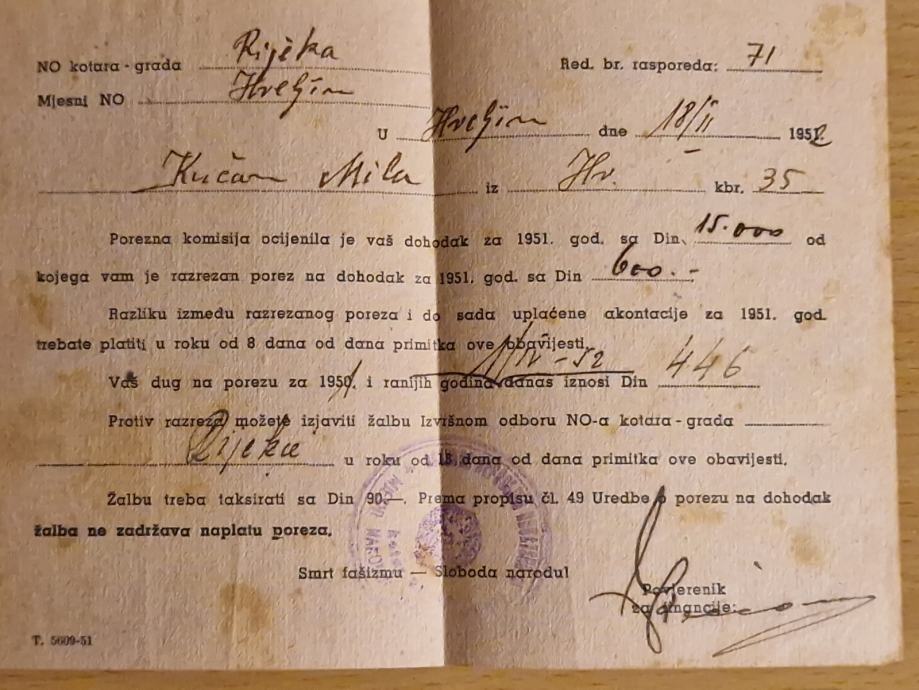 NO kotara - grada Rijeka
Red. br. rasporeda: 71
Mjesni NO Hreljin
U Hreljin dne 18/II 1952.
Kučan Mila iz Hr. kbr. 35
Porezna komisija ocijenila je vaš dohodak za 1951. god. sa Din. 15.000 od
kojega vam je razrezan porez na dohodak za 1951. god. sa Din 600.-
Razliku između razrezanog poreza i do sada uplaćene akontacije za 1951. god.
trebate platiti u roku od 8 dana od dana primitka ove obavijesti.
Vaš dug na porezu za 1951. i ranijih godina danas iznosi Din 446
Protiv razreza možete izjaviti žalbu Izvršnom odboru NO-a kotara - grada
Rijeka u roku od 15 dana od dana primitka ove obavijesti.
Žalbu treba taksirati sa Din 90.—. Prema propisu čl. 49 Uredbe o porezu na dohodak
žalba ne zadržava naplatu poreza.
Smrt fašizmu — Sloboda narodu!
Povjerenik
za financije:
T. 5609-51